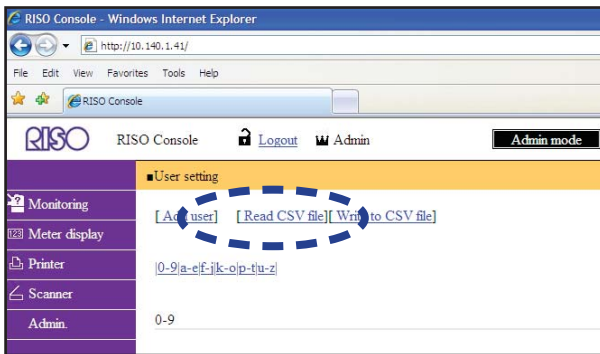 RISO Console - Windows Internet Explorer
http://10.140.1.41/
File Edit View Favorites Tools Help
RISO Console
RISO RISO Console Logout Admin Admin mode
■User setting
Monitoring
[ Add user] [ Read CSV file][ Write to CSV file]
123 Meter display
Printer
|0-9|a-e|f-j|k-o|p-t|u-z|
Scanner
Admin.
0-9